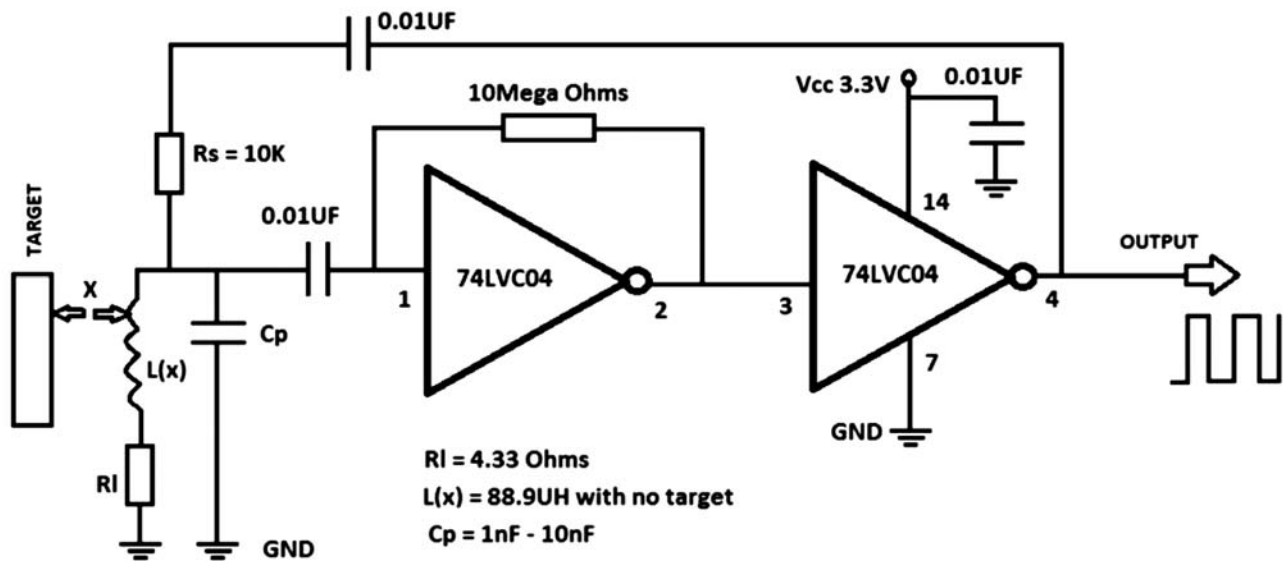 0.01UF
10Mega Ohms
Vcc 3.3V
0.01UF
Rs = 10K
TARGET
0.01UF
14
OUTPUT
X
74LVC04
74LVC04
1
2
3
4
Cp
L(x)
7
GND
Rl
Rl = 4.33 Ohms
L(x) = 88.9UH with no target
Cp = 1nF - 10nF
GND